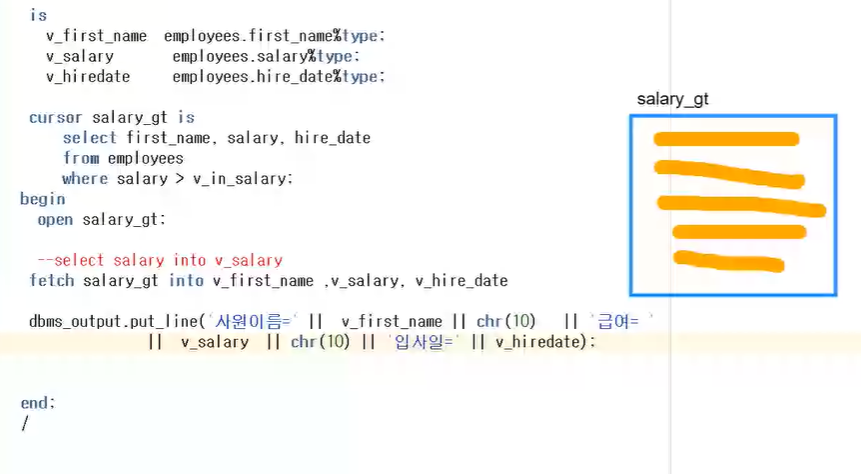 is
v_first_name employees.first_name%type;
v_salary employees.salary%type;
v_hiredate employees.hire_date%type;
cursor salary_gt is
select first_name, salary, hire_date
from employees
where salary > v_in_salary;
begin
open salary_gt;
--select salary into v_salary
fetch salary_gt into v_first_name ,v_salary, v_hire_date
dbms_output.put_line('사원이름=' || v_first_name || chr(10) || '급여= '
|| v_salary || chr(10) || '입사일=' || v_hiredate);
end;
/
salary_gt